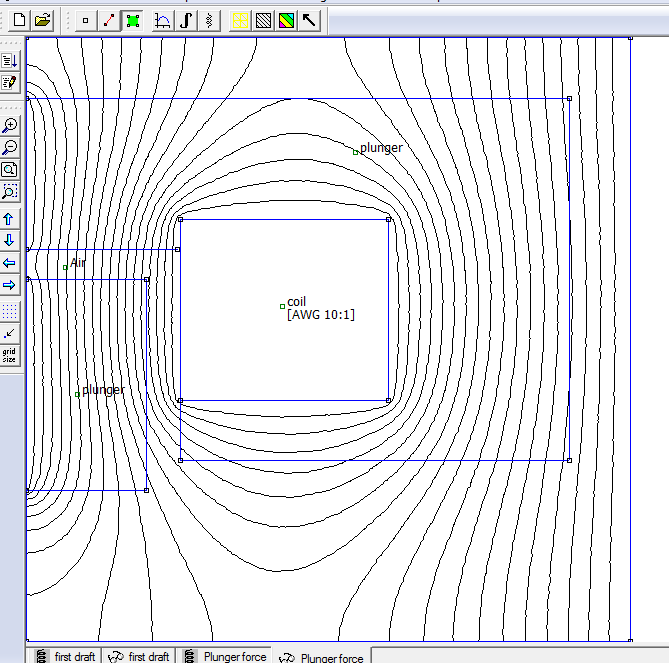 grid
size
plunger
Air
coil
[AWG 10:1]
plunger
first draft
first draft
Plunger force
Plunger force